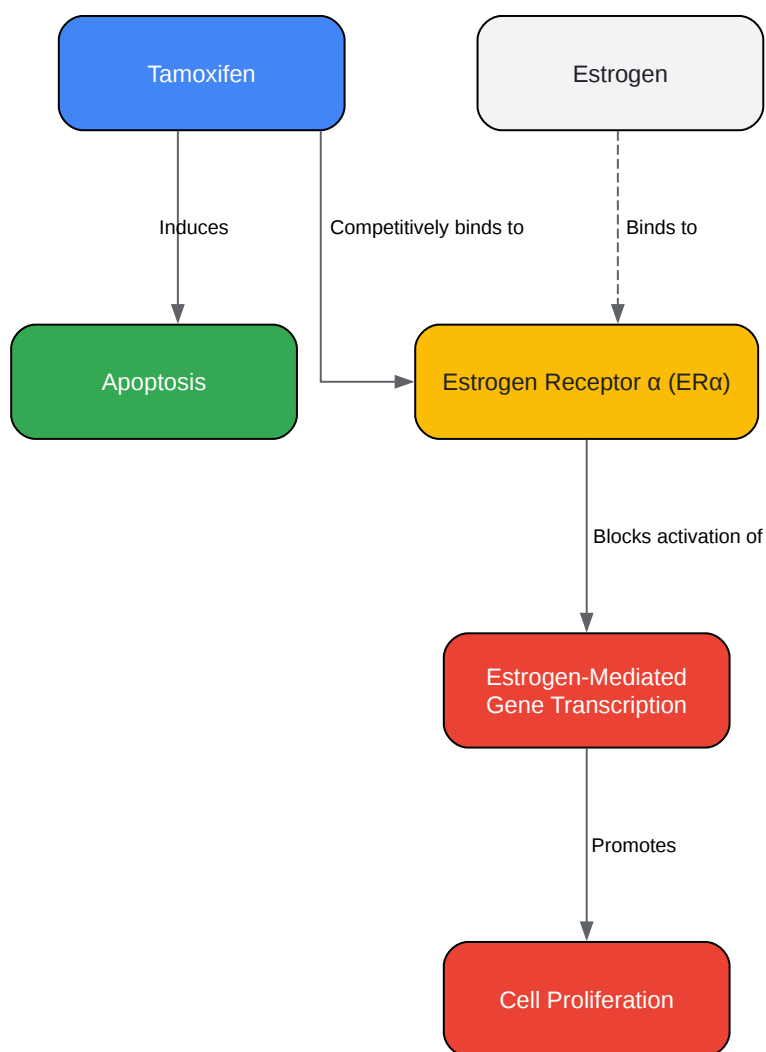 Tamoxifen
Estrogen
Induces
Competitively binds to
Binds to
Apoptosis
Estrogen Receptor α (ERα)
Blocks activation of
Estrogen-Mediated
Gene Transcription
Promotes
Cell Proliferation